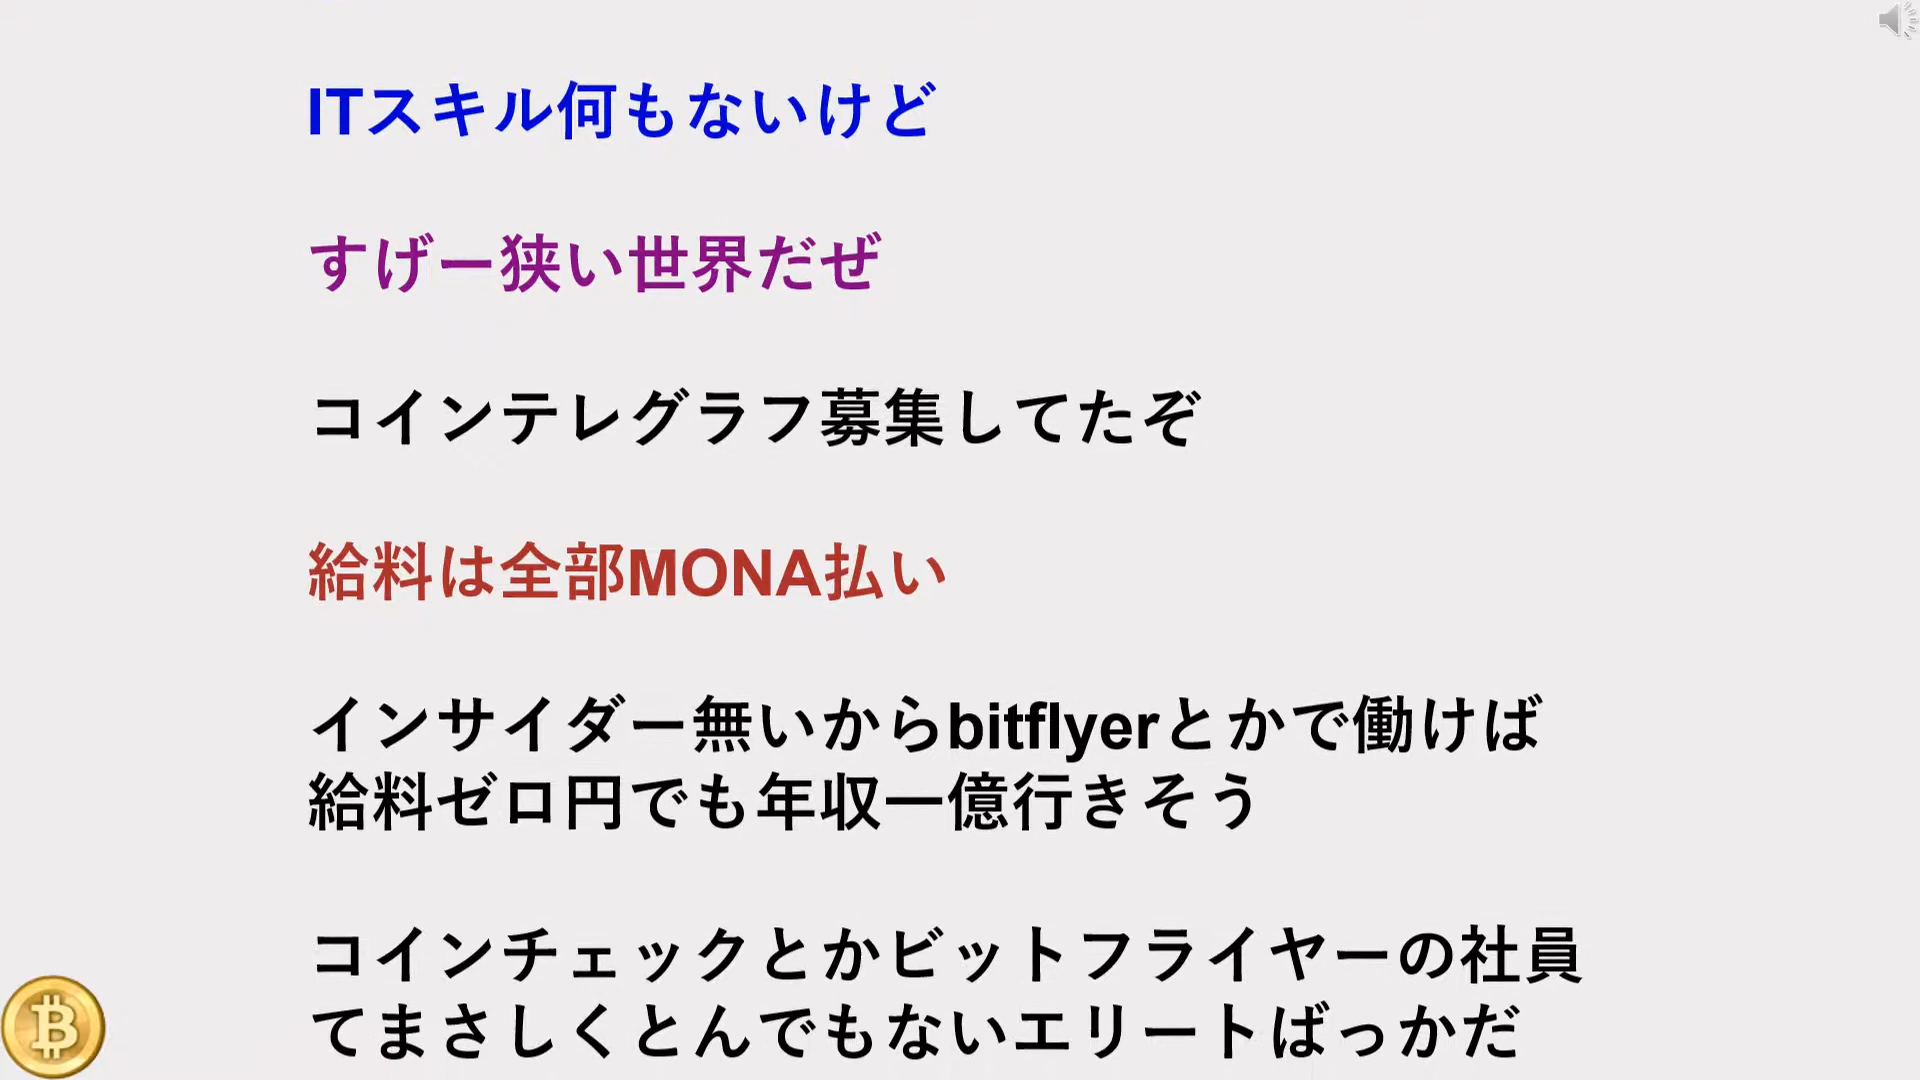 ITスキル何もないけど
すげー狭い世界だぜ
コインテレグラフ募集してたぞ
給料は全部MONA払い
インサイダー無いからbitflyerとかで働けば
給料ゼロ円でも年収一億行きそう
コインチェックとかビットフライヤーの社員
てまさしくとんでもないエリートばっかだ